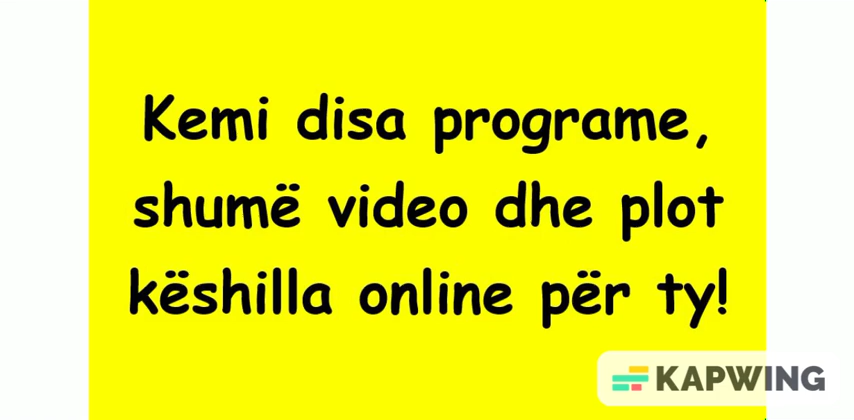 Kemi disa programe,
shumë video dhe plot
këshilla online për ty!
KAPWING